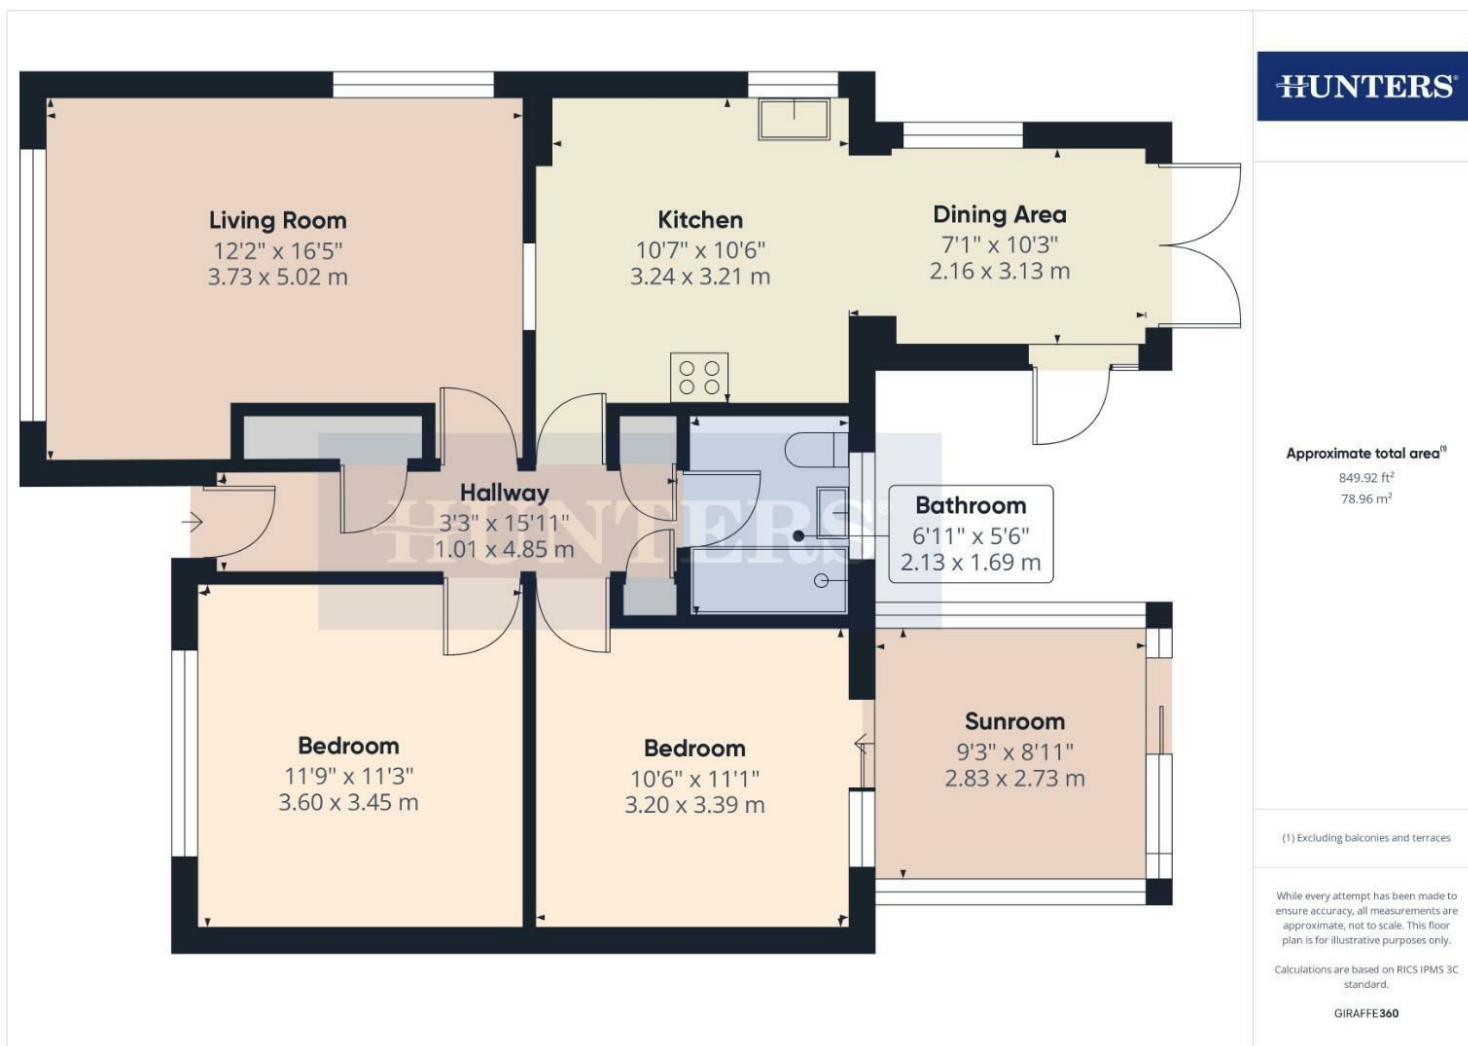 HUNTERS®
Living Room
12'2" x 16'5"
3.73 x 5.02 m
Kitchen
10'7" x 10'6"
3.24 x 3.21 m
Dining Area
7'1" x 10'3"
2.16 x 3.13 m
Hallway
3'3" x 15'11"
1.01 x 4.85 m
HUNTERS®
Bathroom
6'11" x 5'6"
2.13 x 1.69 m
Bedroom
11'9" x 11'3"
3.60 x 3.45 m
Bedroom
10'6" x 11'1"
3.20 x 3.39 m
Sunroom
9'3" x 8'11"
2.83 x 2.73 m
Approximate total area(1)
849.92 ft²
78.96 m²
(1) Excluding balconies and terraces
While every attempt has been made to
ensure accuracy, all measurements are
approximate, not to scale. This floor
plan is for illustrative purposes only.
Calculations are based on RICS IPMS 3C
standard.
GIRAFFE360